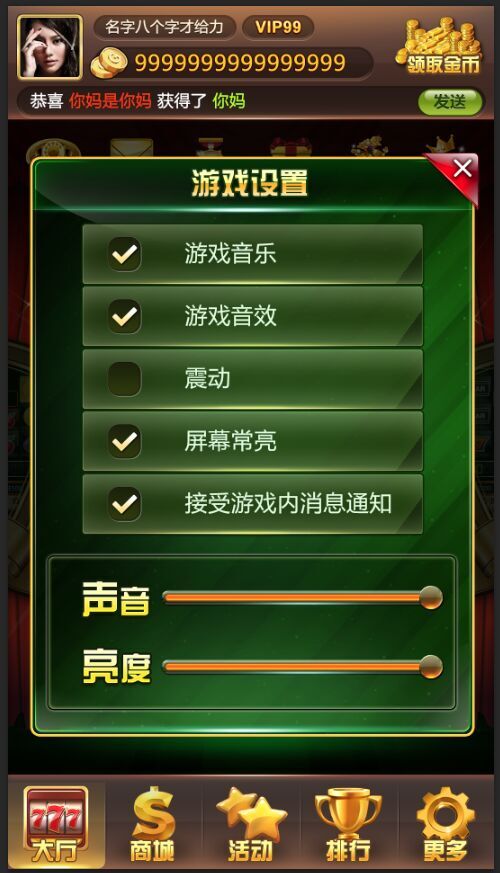 名字八个字才给力 VIP99
9999999999999999
领取金币
恭喜 你妈是你妈 获得了 你妈
发送
游戏设置
游戏音乐
游戏音效
震动
屏幕常亮
接受游戏内消息通知
声音
亮度
777
大厅 商城 活动 排行 更多